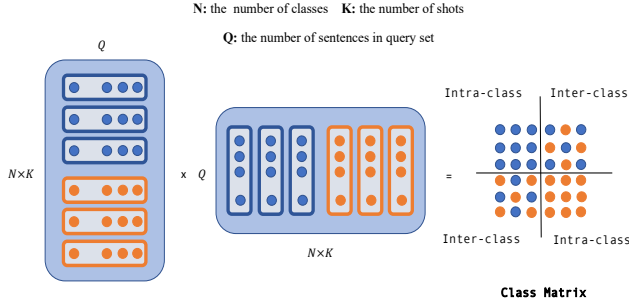 N: the number of classes K: the number of shots
Q: the number of sentences in query set
Q
N×K
x
Q
N×K
=
Intra-class
Inter-class
Inter-class
Intra-class
Class Matrix